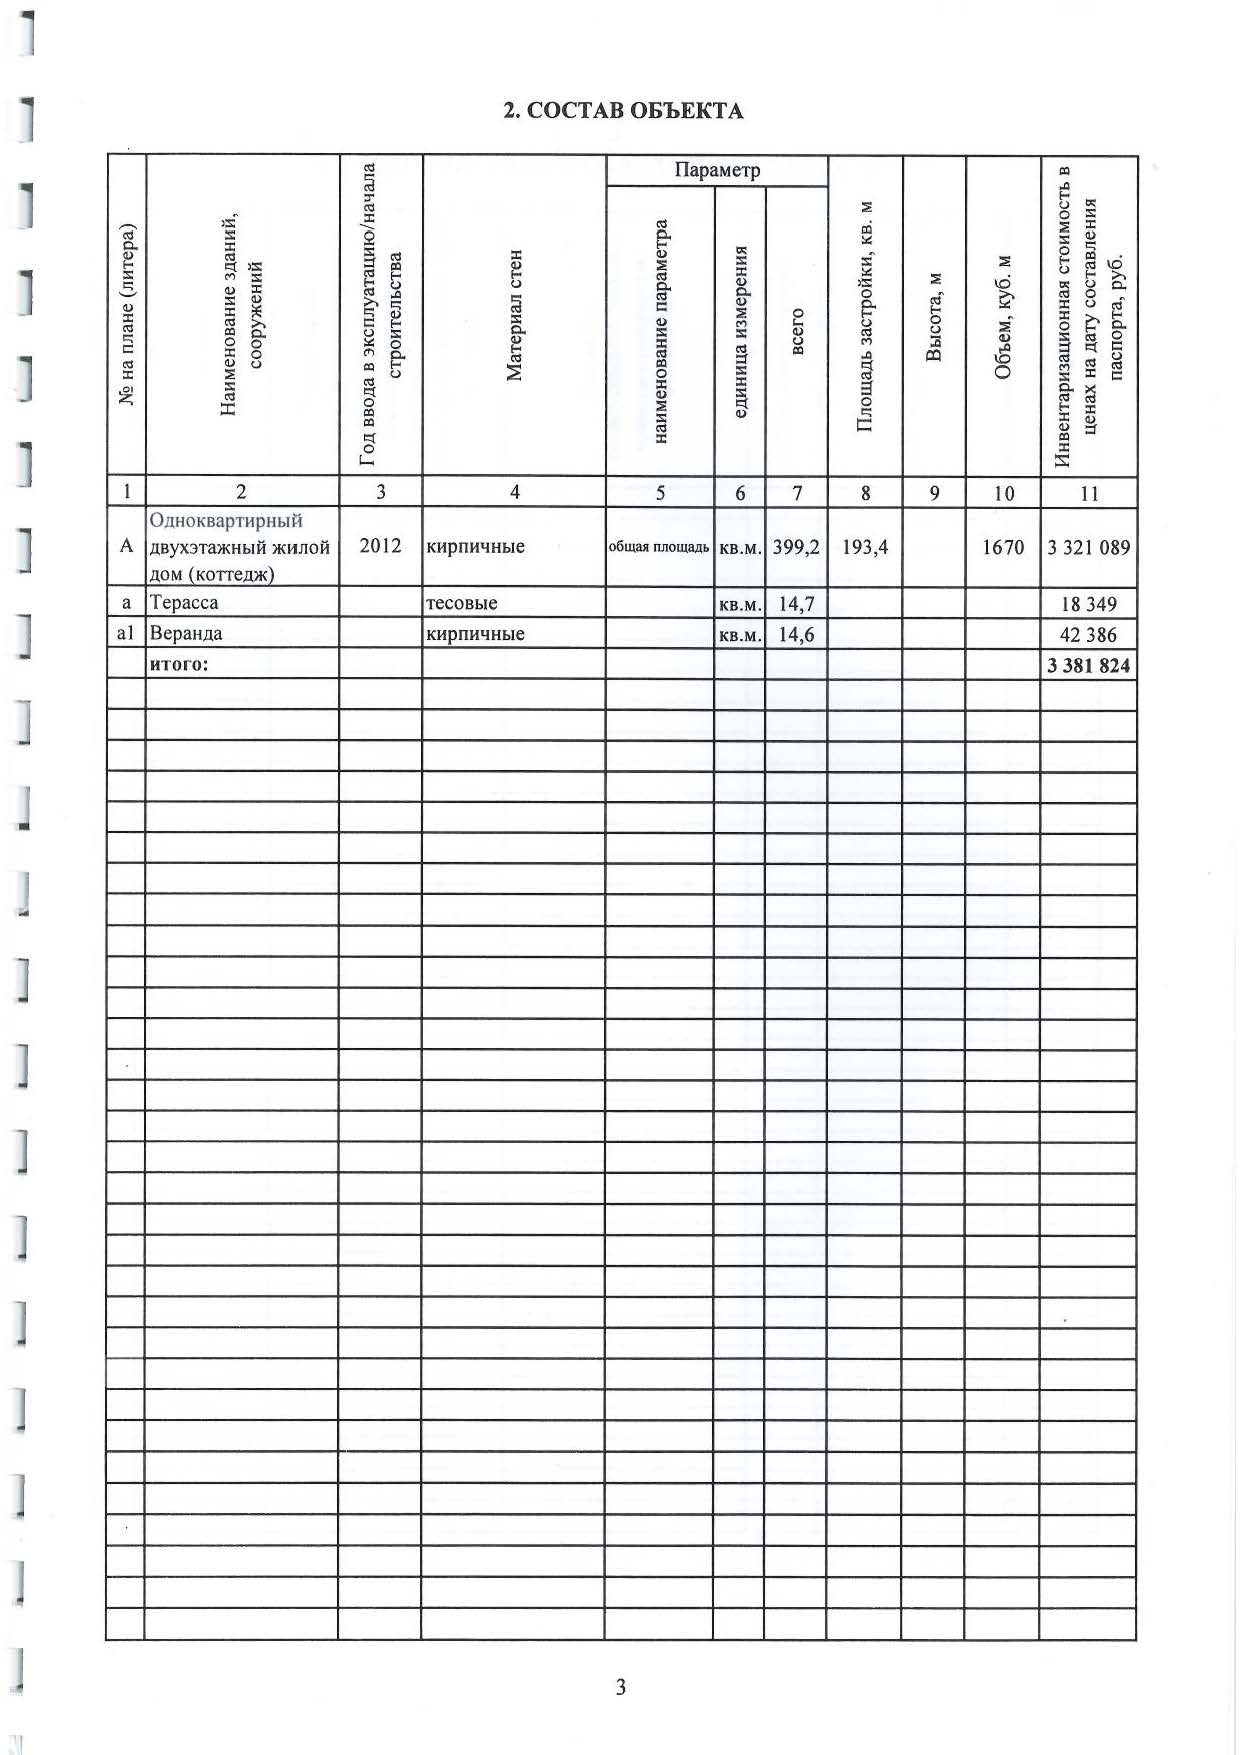 2. СОСТАВ ОБЪЕКТА
№ на плане (литера)
Наименование зданий,
сооружений
Год ввода в эксплуатацию/начала
строительства
Материал стен
Параметр
наименование параметра
единица измерения
всего
Площадь застройки, кв. м
Высота, м
Объем, куб. м
Инвентаризационная стоимость в
ценах на дату составления
паспорта, руб.
1 2 3 4 5 6 7 8 9 10 11
Одноквартирный
А двухэтажный жилой 2012 кирпичные общая площадь кв.м. 399,2 193,4 1670 3 321 089
дом (коттедж)
а Терасса тесовые кв.м. 14,7 18 349
а1 Веранда кирпичные кв.м. 14,6 42 386
итого: 3 381 824
3